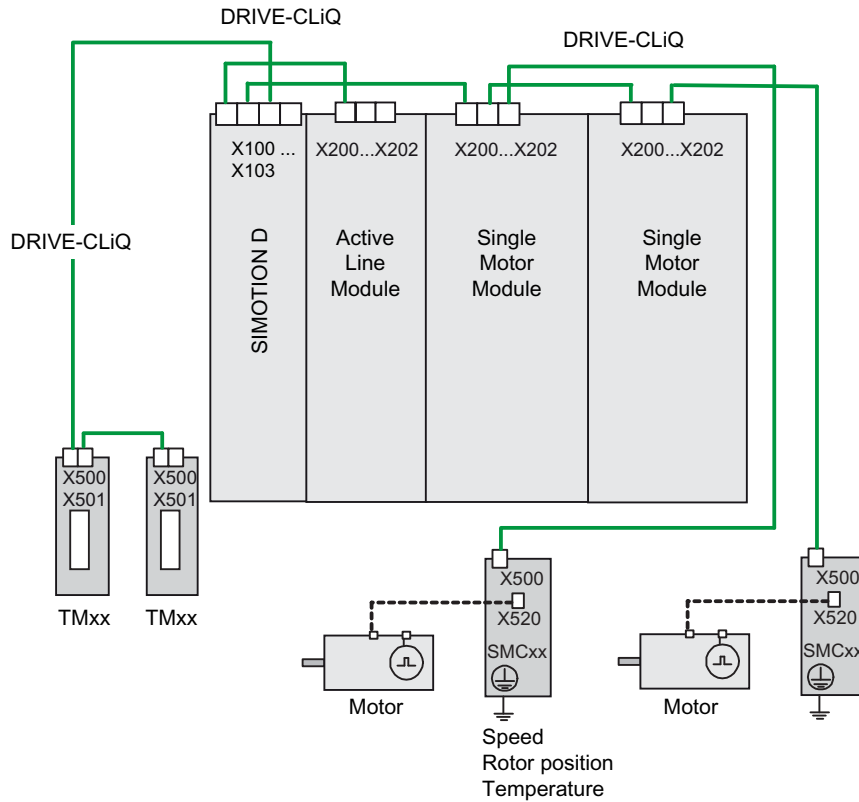 DRIVE-CLiQ
DRIVE-CLiQ
X100 ...
X103
X200...X202
X200...X202
X200...X202
DRIVE-CLiQ
SIMOTION D
Active
Line
Module
Single
Motor
Module
Single
Motor
Module
X500
X501
X500
X501
TMxx
TMxx
X500
X520
SMCxx
Motor
X500
X520
SMCxx
Motor
Speed
Rotor position
Temperature